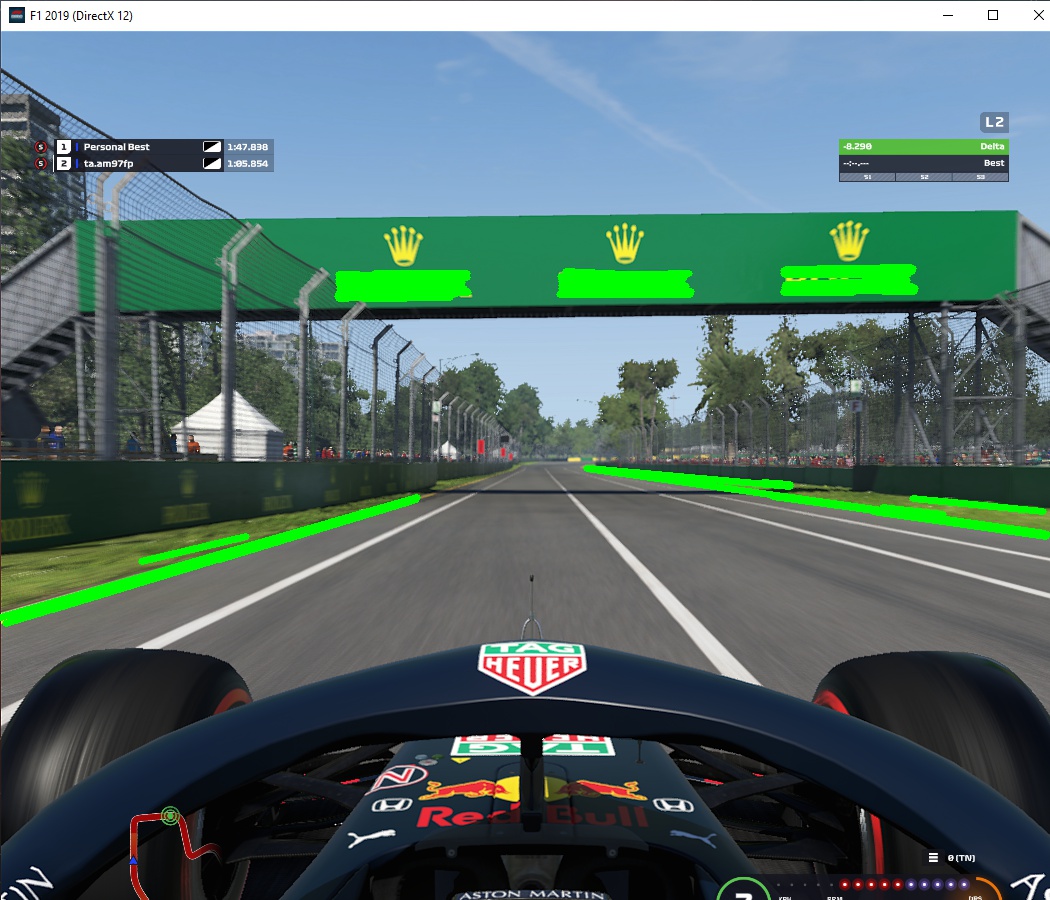 F1 2019 (DirectX 12)
L2
S 1 Personal Best 1:47.838
S 2 ta.am97fp 1:05.854
-8.290 Delta
--:--.--- Best
S1 S2 S3
TAG
HEUER
Red Bull
0 (TN)
ASTON MARTIN